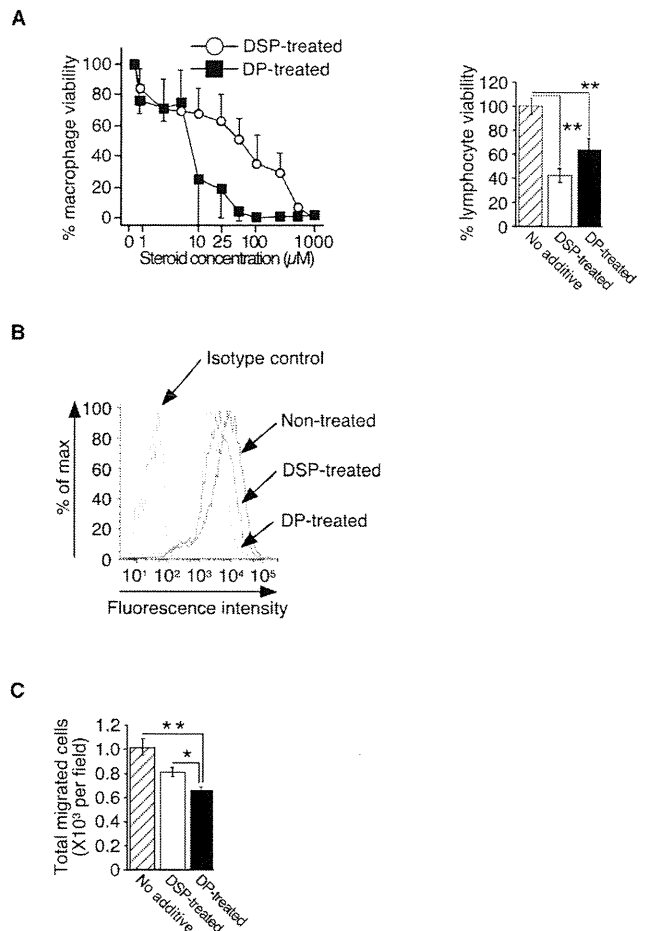 A
DSP-treated
DP-treated
% macrophage viability
100
80
60
40
20
0
0 1 10 25 100 1000
Steroid concentration (µM)
% lymphocyte viability
120
100
80
60
40
20
0
**
**
No additive
DSP-treated
DP-treated
B
Isotype control
% of max
100
80
60
40
20
0
Non-treated
DSP-treated
DP-treated
10¹ 10² 10³ 10⁴ 10⁵
Fluorescence intensity
C
Total migrated cells
(X10³ per field)
1.2
1.0
0.8
0.6
0.4
0.2
0
**
*
No additive
DSP-treated
DP-treated